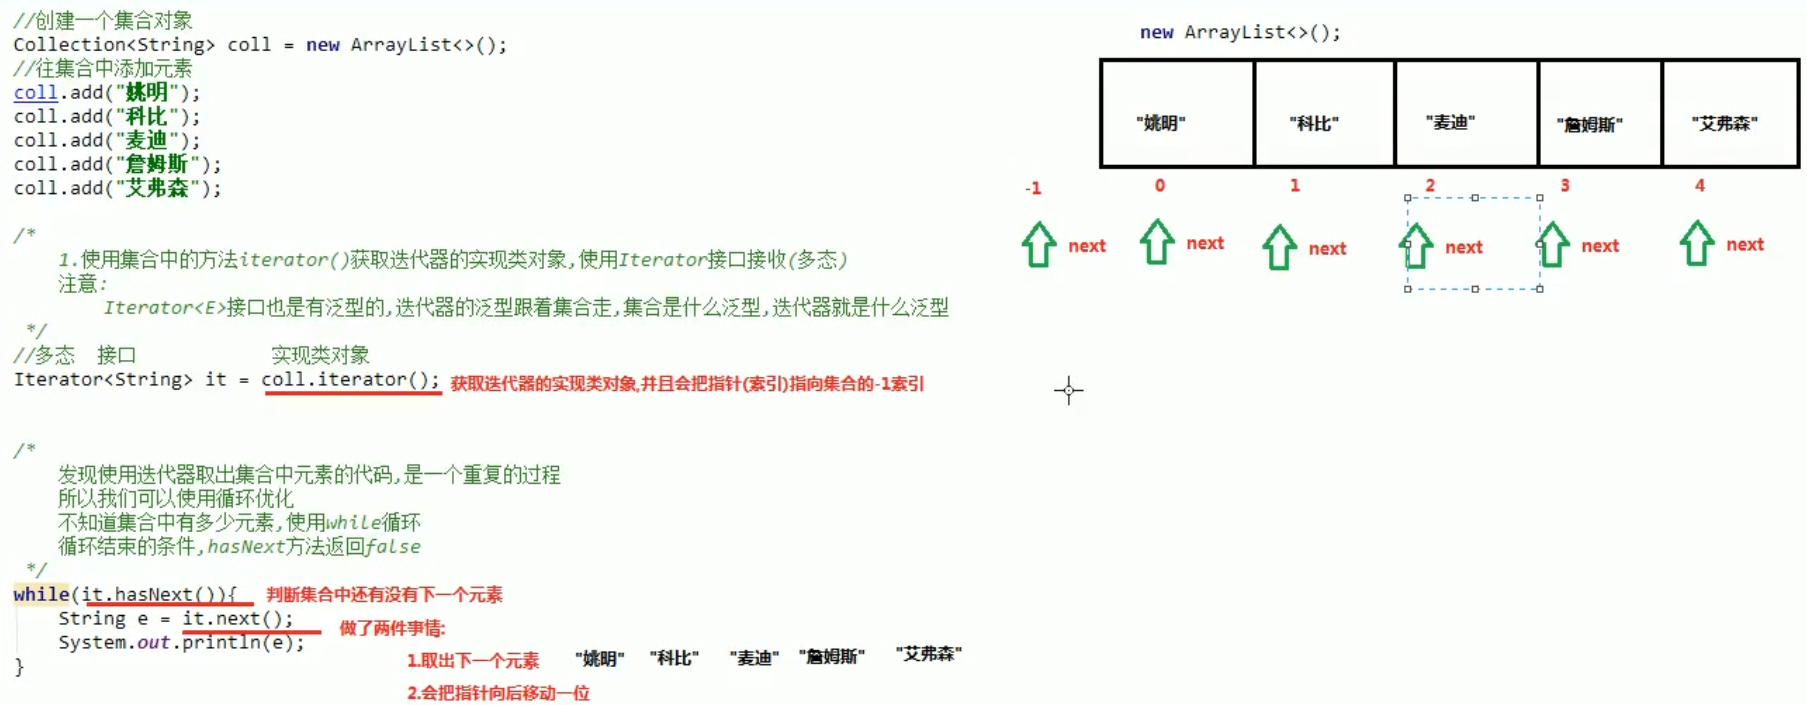 //创建一个集合对象
Collection<String> coll = new ArrayList<>();
//往集合中添加元素
coll.add("姚明");
coll.add("科比");
coll.add("麦迪");
coll.add("詹姆斯");
coll.add("艾弗森");
/*
1.使用集合中的方法iterator()获取迭代器的实现类对象,使用Iterator接口接收(多态)
注意:
Iterator<E>接口也是有泛型的,迭代器的泛型跟着集合走,集合是什么泛型,迭代器就是什么泛型
*/
//多态 接口 实现类对象
Iterator<String> it = coll.iterator(); 获取迭代器的实现类对象,并且会把指针(索引)指向集合的-1索引
/*
发现使用迭代器取出集合中元素的代码,是一个重复的过程
所以我们可以使用循环优化
不知道集合中有多少元素,使用while循环
循环结束的条件,hasNext方法返回false
*/
while(it.hasNext()){ 判断集合中还有没有下一个元素
String e = it.next(); 做了两件事情:
System.out.println(e);
1.取出下一个元素 "姚明" "科比" "麦迪" "詹姆斯" "艾弗森"
}
2.会把指针向后移动一位
new ArrayList<>();
"姚明" "科比" "麦迪" "詹姆斯" "艾弗森"
-1 0 1 2 3 4
next next next next next next